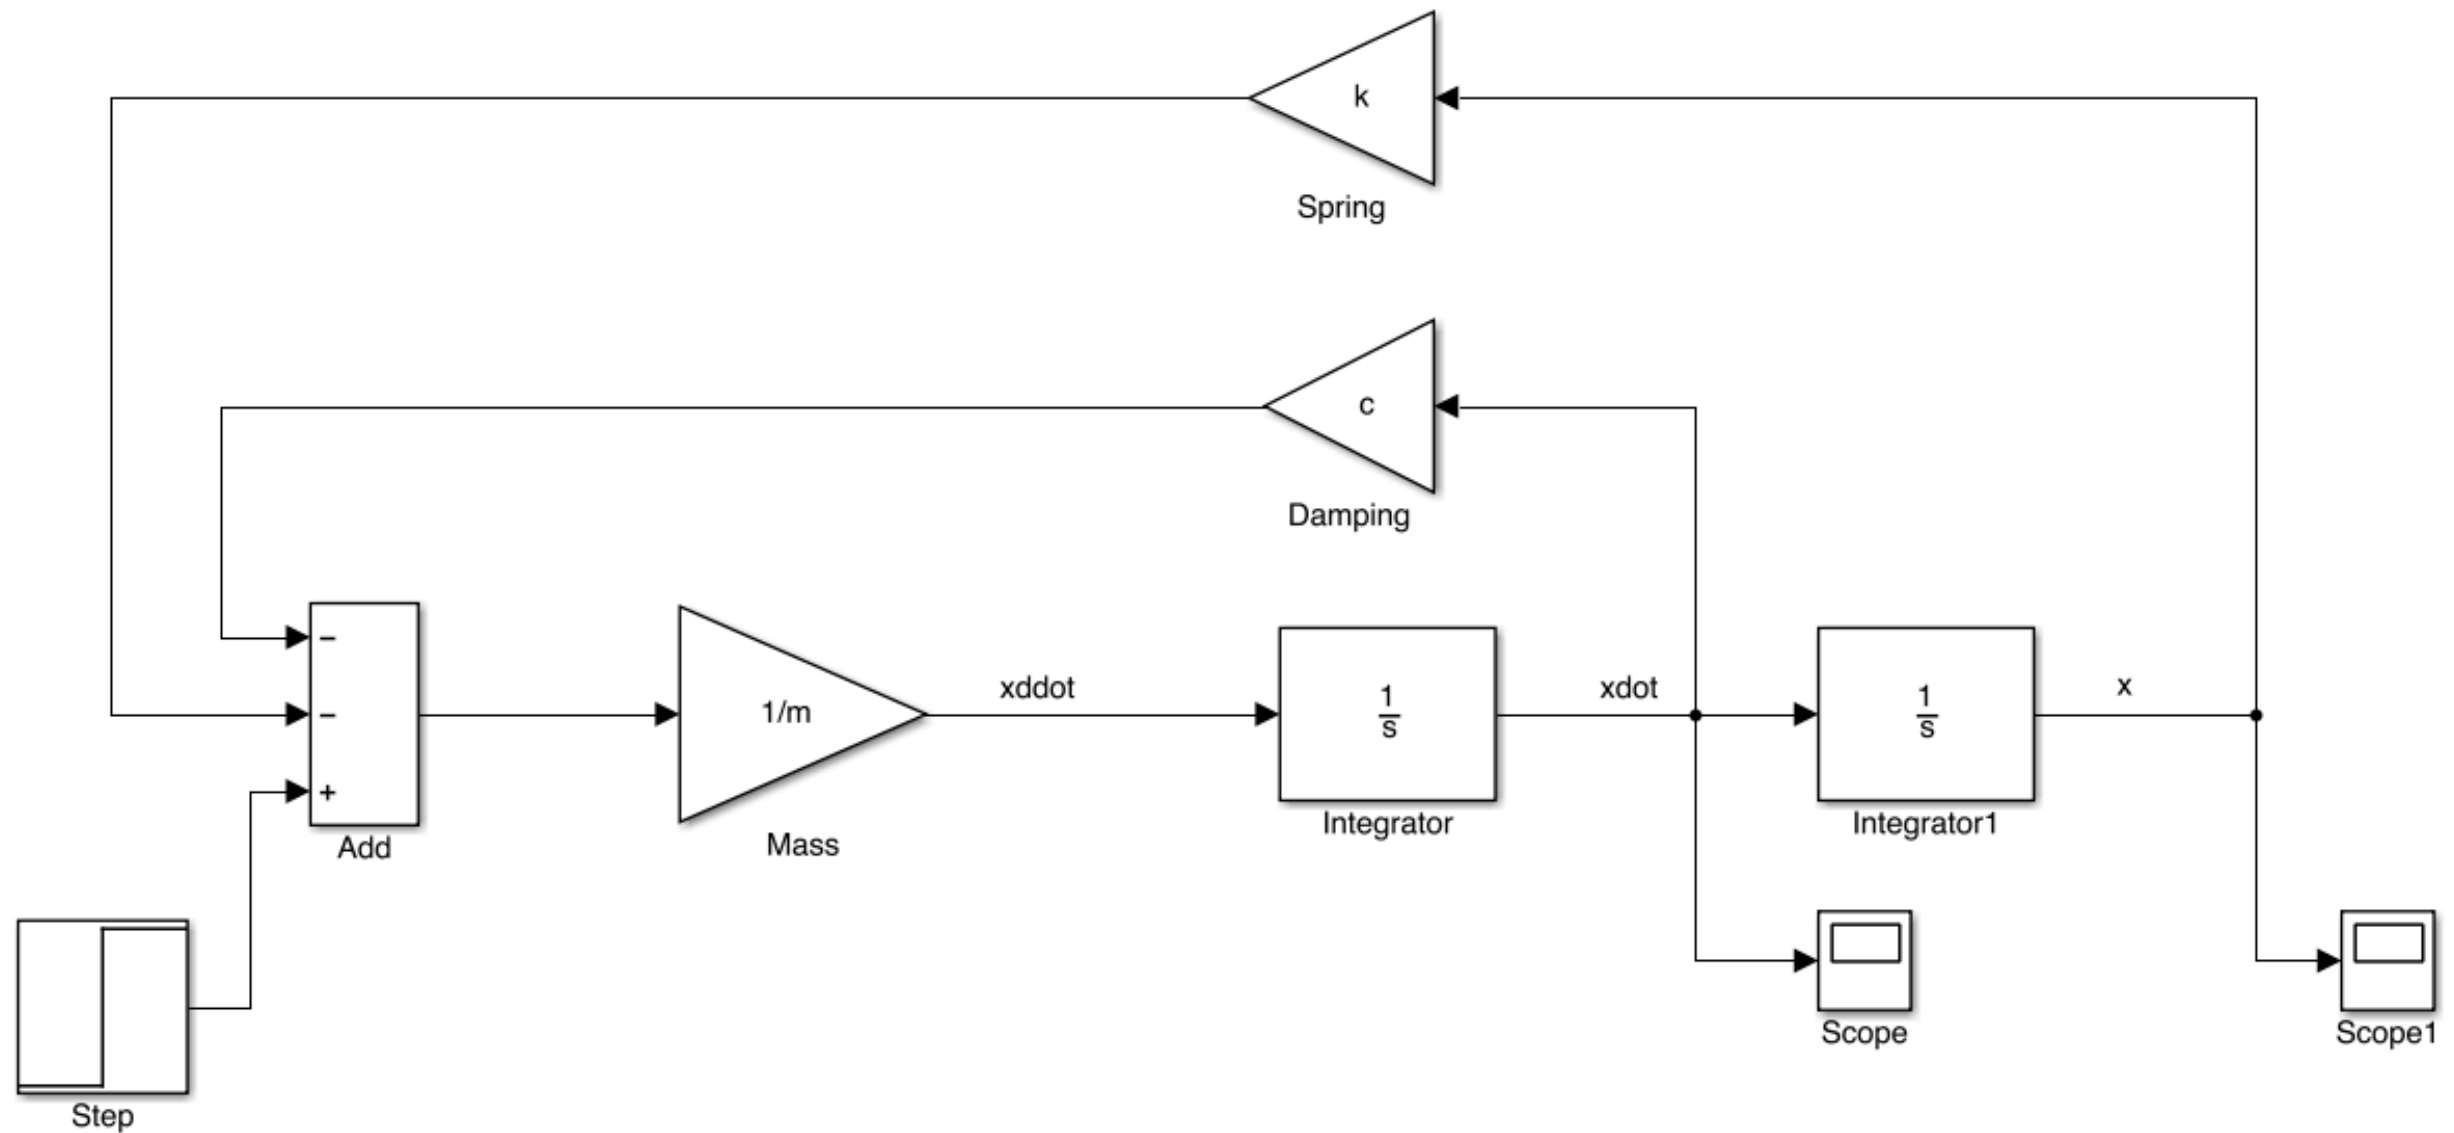 k
Spring
c
Damping
−
−
+
Add
1/m
Mass
xddot
1
s
Integrator
xdot
1
s
Integrator1
x
Step
Scope
Scope1